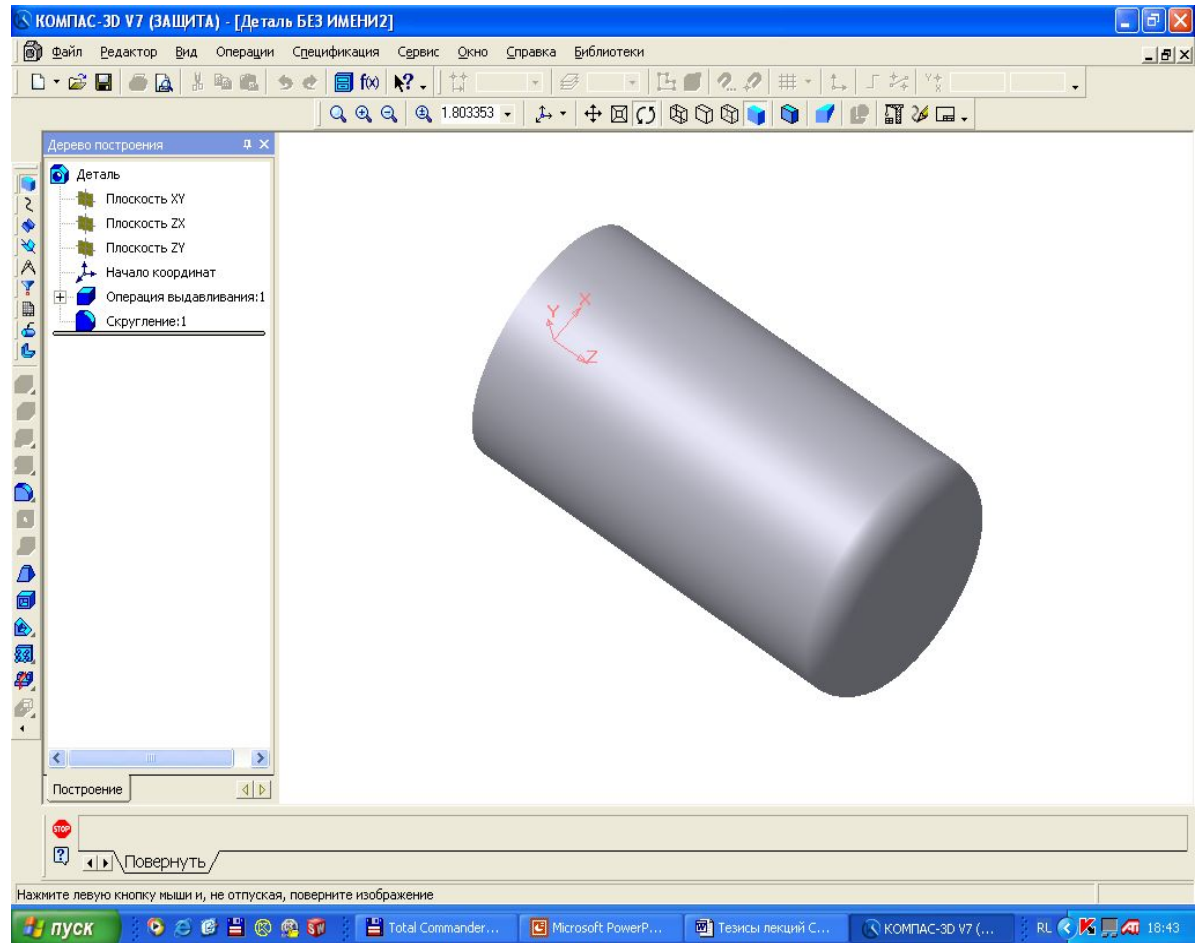 КОМПАС-3D V7 (ЗАЩИТА) - [Деталь БЕЗ ИМЕНИ2]
Файл Редактор Вид Операции Спецификация Сервис Окно Справка Библиотеки
f(x)
1.803353
Дерево построения
Деталь
Плоскость XY
Плоскость ZX
Плоскость ZY
Начало координат
Операция выдавливания:1
Скругление:1
X
Y
Z
Построение
STOP
Повернуть
Нажмите левую кнопку мыши и, не отпуская, поверните изображение
пуск Total Commander... Microsoft PowerP... Тезисы лекций С... КОМПАС-3D V7 (... RL 18:43